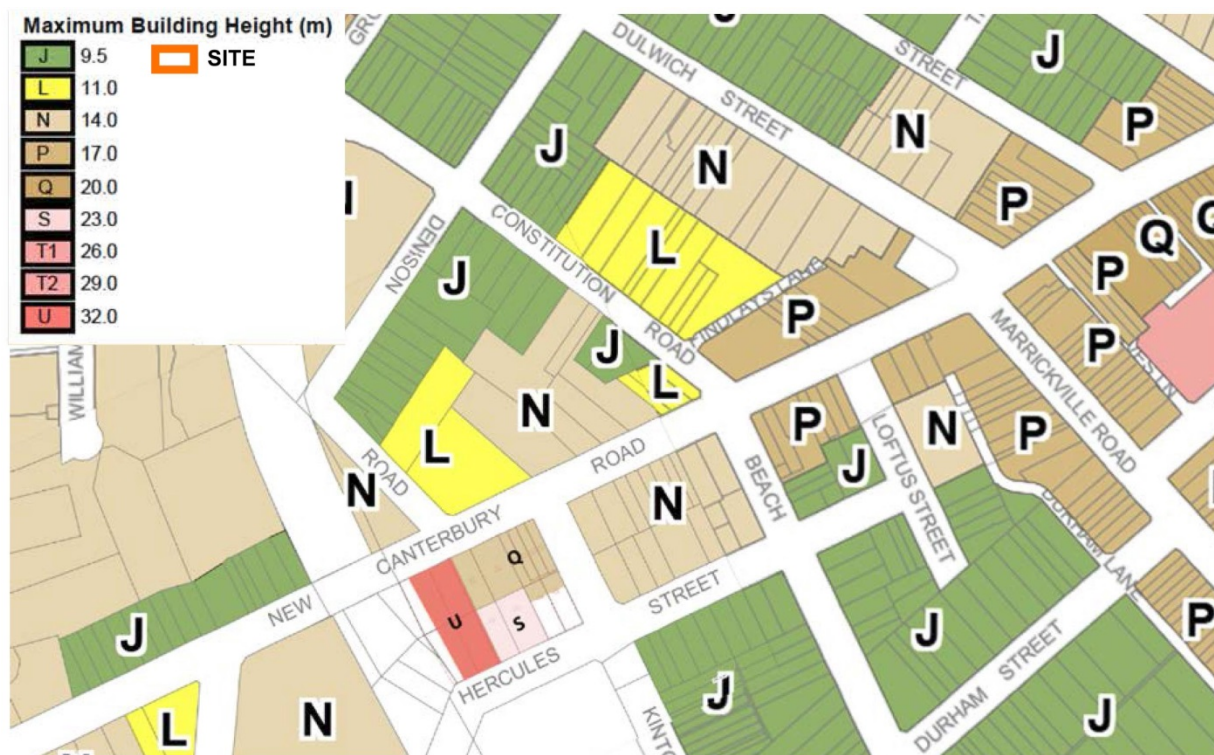 Maximum Building Height (m)
J 9.5
SITE
L 11.0
N 14.0
P 17.0
Q 20.0
S 23.0
T1 26.0
T2 29.0
U 32.0
DULWICH
STREET
STREET
J
J
P
N
J
N
P
N
DENISON
CONSTITUTION
ROAD
L
Q
P
J
FINDLAYS LANE
P
P
MARRICKVILLE ROAD
J
L
WILLIAM
N
P
N
P
LOFTUS STREET
J
BEACH
STREET
L
ROAD
ROAD
N
N
CANTERBURY
NEW
Q
U
S
HERCULES
J
LANE
J
P
DURHAM STREET
J
J
L
N